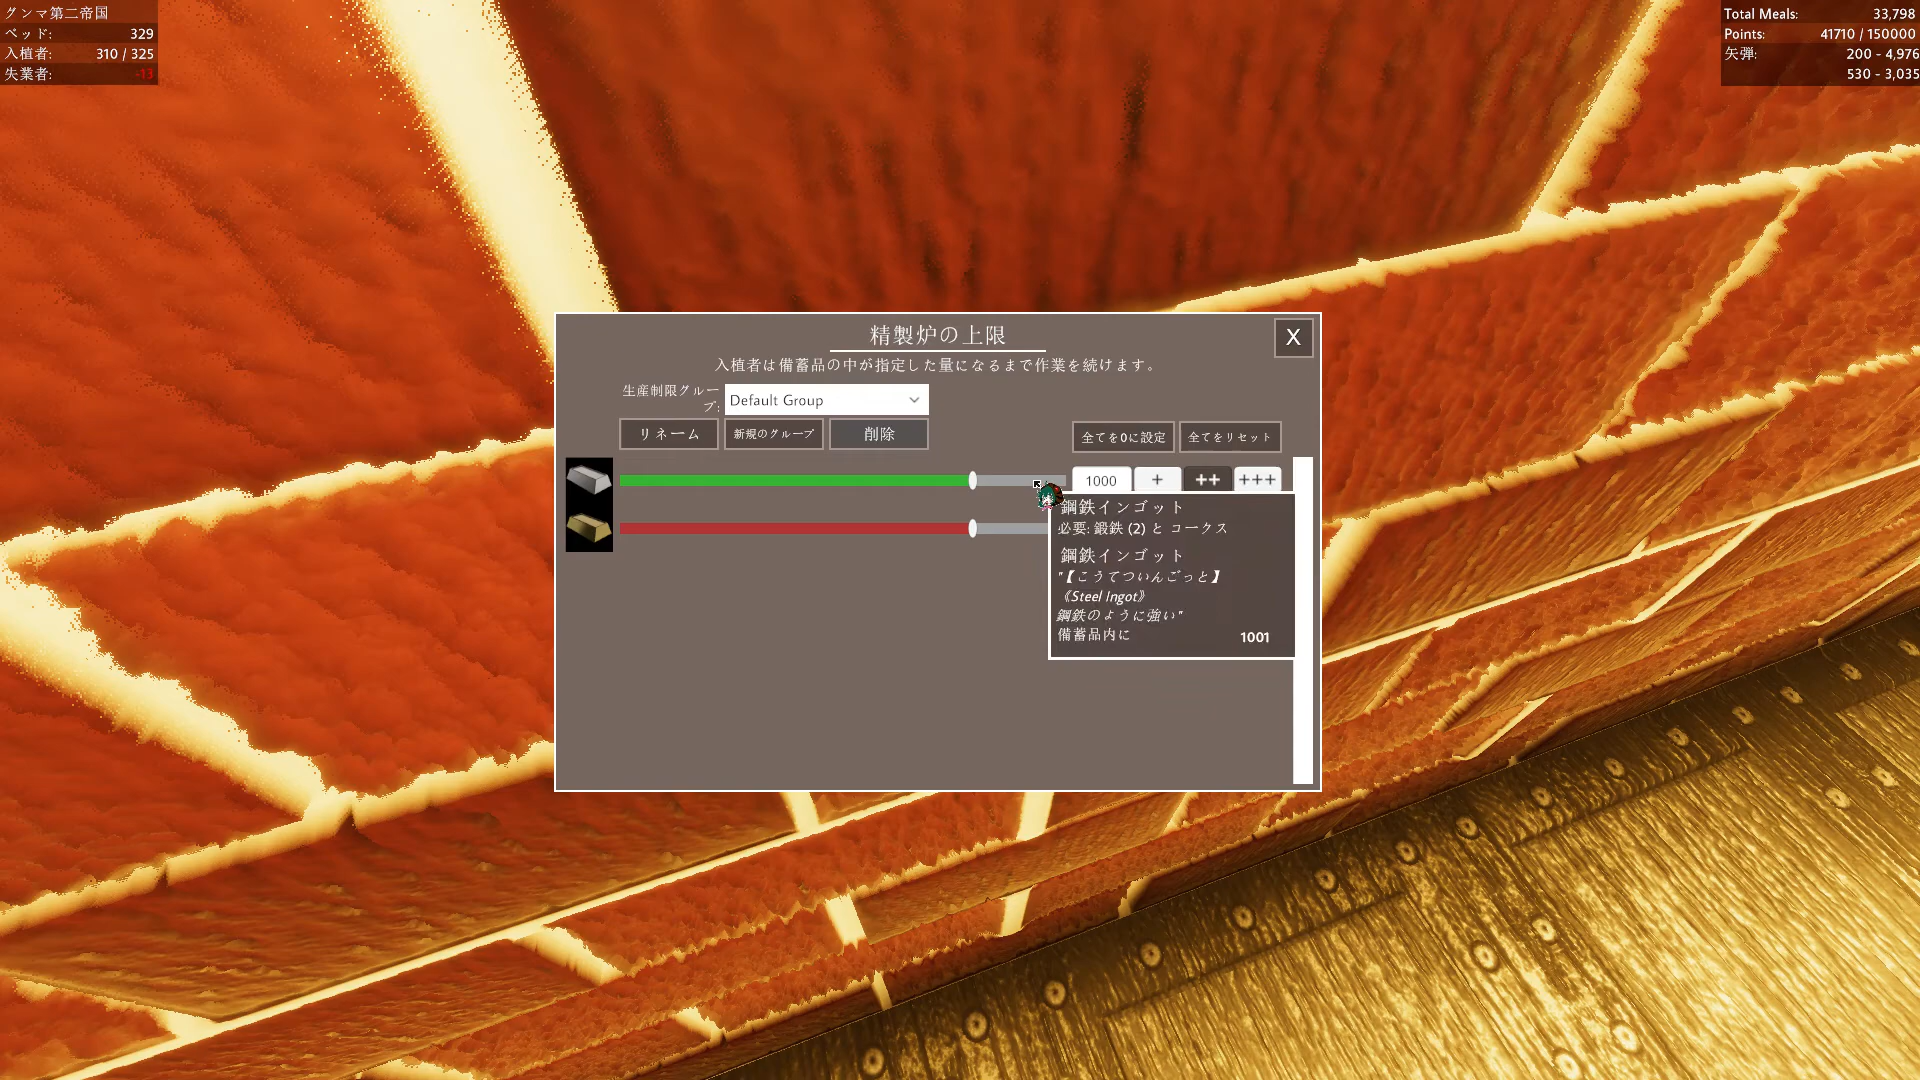 グンマ第二帝国
ベッド: 329
入植者: 310 / 325
失業者: -13
Total Meals: 33,798
Points: 41710 / 150000
矢弾: 200 - 4,976
530 - 3,035
精製炉の上限
X
入植者は備蓄品の中が指定した量になるまで作業を続けます。
生産制限グルー
プ:
Default Group
リネーム
新規のグループ
削除
全てを0に設定
全てをリセット
1000
+
++
+++
鋼鉄インゴット
必要: 鍛鉄 (2) と コークス
鋼鉄インゴット
"【こうてついんごっと】
《Steel Ingot》
鋼鉄のように強い"
備蓄品内に 1001